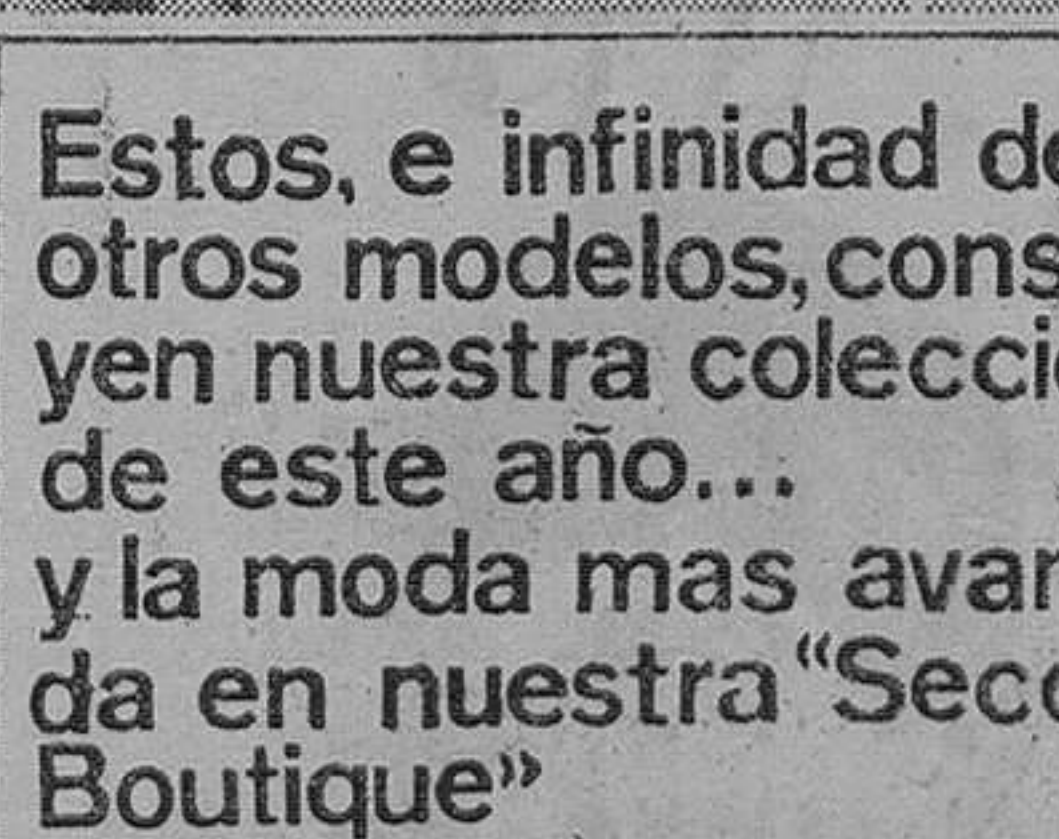 Estos, e infinidad de
otros modelos, cons
yen nuestra colecci
de este año...
y la moda mas avan
da en nuestra “Secc
Boutique»